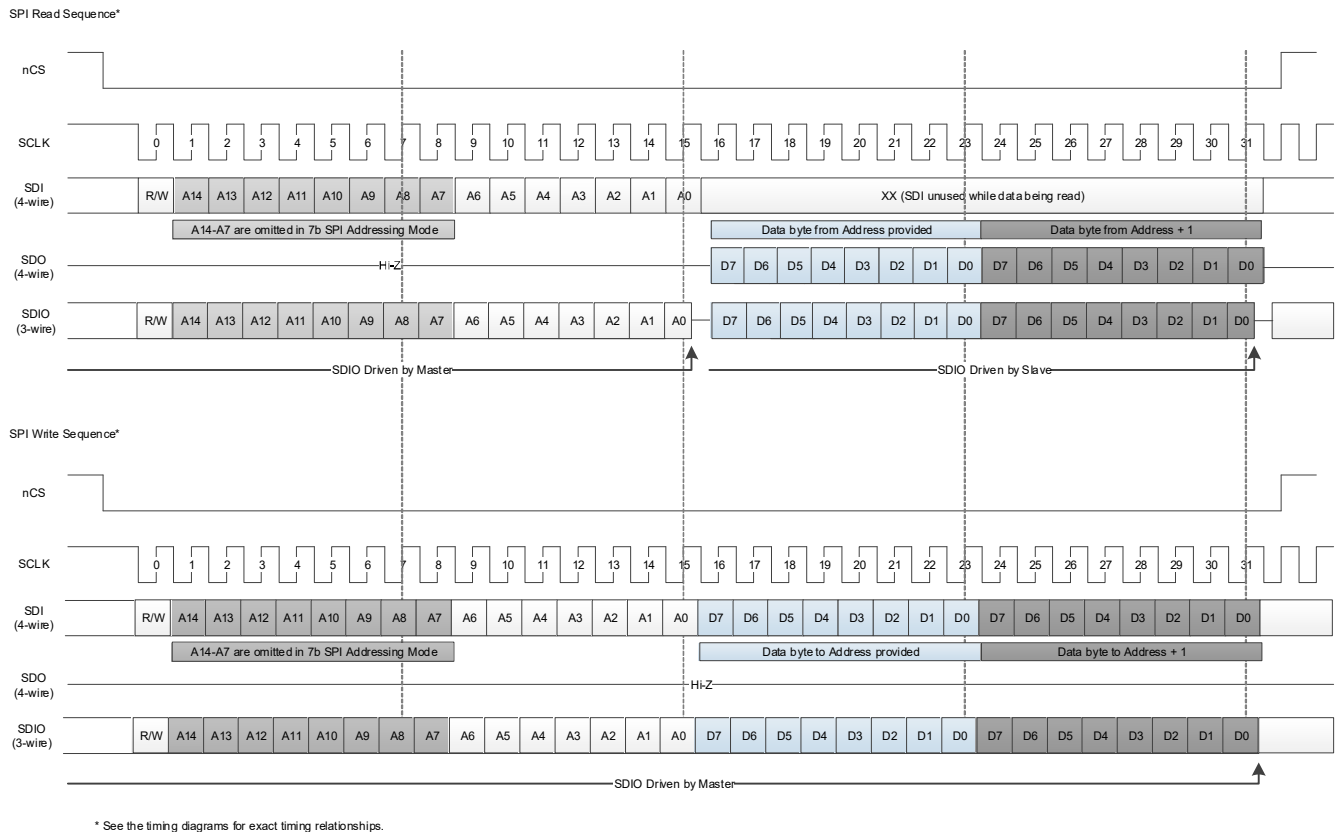 SPI Read Sequence*
nCS
SCLK
0 1 2 3 4 5 6 7 8 9 10 11 12 13 14 15 16 17 18 19 20 21 22 23 24 25 26 27 28 29 30 31
SDI
(4-wire)
R/W A14 A13 A12 A11 A10 A9 A8 A7 A6 A5 A4 A3 A2 A1 A0 XX (SDI unused while data being read)
A14-A7 are omitted in 7b SPI Addressing Mode
Data byte from Address provided
Data byte from Address + 1
SDO
(4-wire)
Hi-Z
D7 D6 D5 D4 D3 D2 D1 D0 D7 D6 D5 D4 D3 D2 D1 D0
SDIO
(3-wire)
R/W A14 A13 A12 A11 A10 A9 A8 A7 A6 A5 A4 A3 A2 A1 A0 D7 D6 D5 D4 D3 D2 D1 D0 D7 D6 D5 D4 D3 D2 D1 D0
SDIO Driven by Master
SDIO Driven by Slave
SPI Write Sequence*
nCS
SCLK
0 1 2 3 4 5 6 7 8 9 10 11 12 13 14 15 16 17 18 19 20 21 22 23 24 25 26 27 28 29 30 31
SDI
(4-wire)
R/W A14 A13 A12 A11 A10 A9 A8 A7 A6 A5 A4 A3 A2 A1 A0 D7 D6 D5 D4 D3 D2 D1 D0 D7 D6 D5 D4 D3 D2 D1 D0
A14-A7 are omitted in 7b SPI Addressing Mode
Data byte to Address provided
Data byte to Address + 1
SDO
(4-wire)
Hi-Z
SDIO
(3-wire)
R/W A14 A13 A12 A11 A10 A9 A8 A7 A6 A5 A4 A3 A2 A1 A0 D7 D6 D5 D4 D3 D2 D1 D0 D7 D6 D5 D4 D3 D2 D1 D0
SDIO Driven by Master
* See the timing diagrams for exact timing relationships.